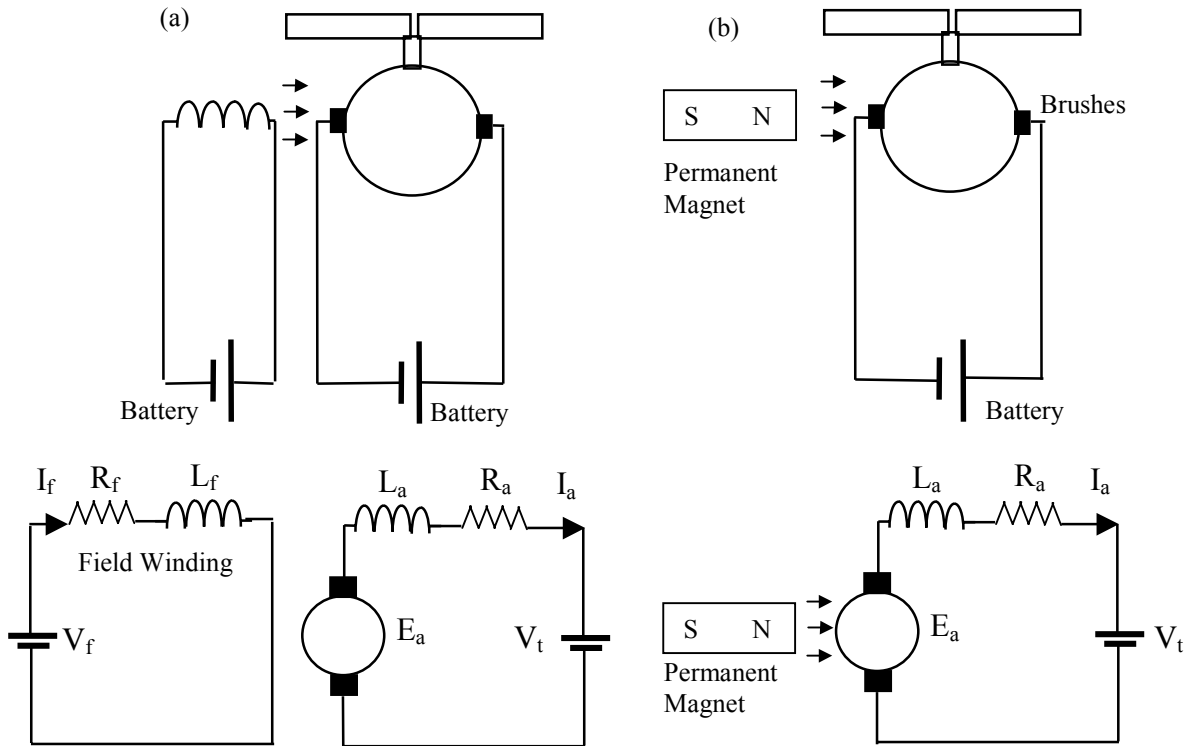 (a)
Battery
Battery
I_f
R_f
L_f
Field Winding
V_f
L_a
R_a
I_a
E_a
V_t
(b)
S N
Brushes
Permanent
Magnet
Battery
L_a
R_a
I_a
S N
E_a
V_t
Permanent
Magnet